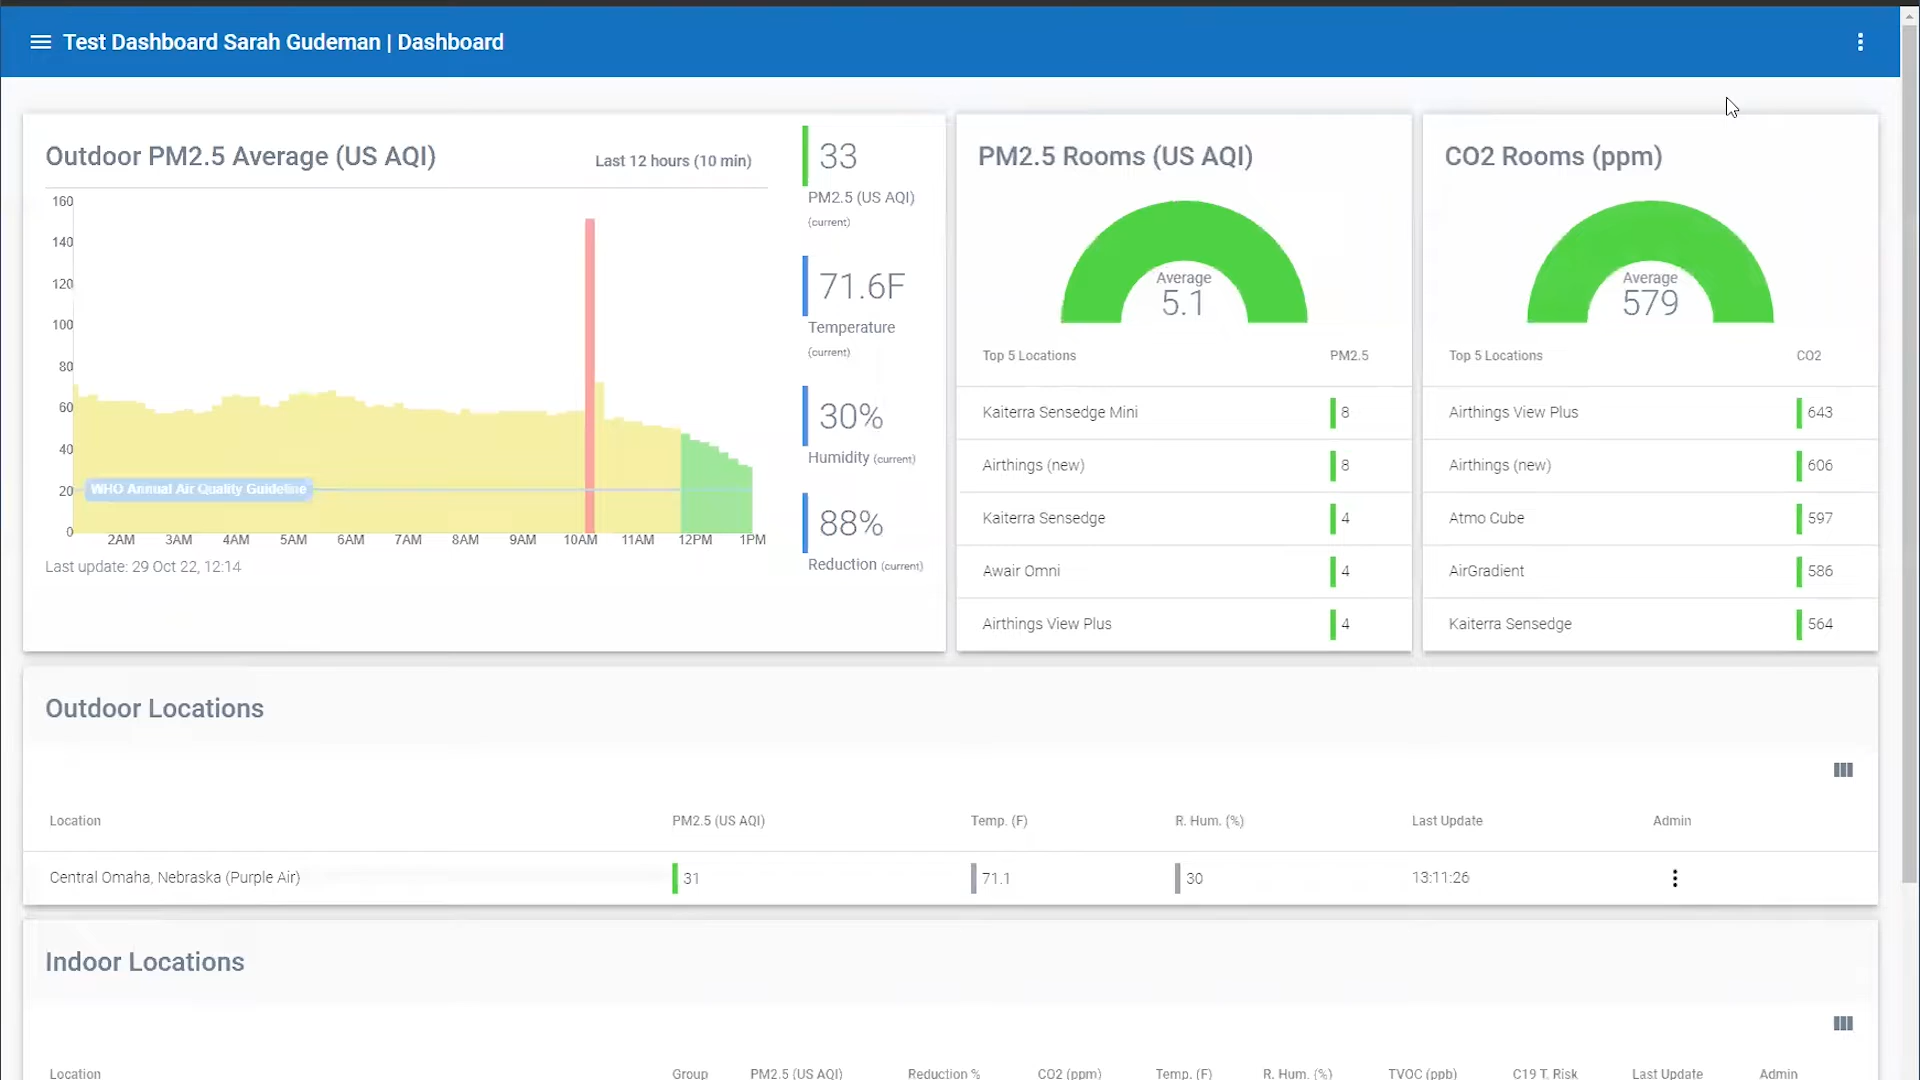 Test Dashboard Sarah Gudeman | Dashboard
Outdoor PM2.5 Average (US AQI)
Last 12 hours (10 min)
160
140
120
100
80
60
40
20
0
WHO Annual Air Quality Guideline
2AM 3AM 4AM 5AM 6AM 7AM 8AM 9AM 10AM 11AM 12PM 1PM
Last update: 29 Oct 22, 12:14
33
PM2.5 (US AQI)
(current)
71.6F
Temperature
(current)
30%
Humidity (current)
88%
Reduction (current)
PM2.5 Rooms (US AQI)
Average
5.1
Top 5 Locations PM2.5
Kaiterra Sensedge Mini 8
Airthings (new) 8
Kaiterra Sensedge 4
Awair Omni 4
Airthings View Plus 4
CO2 Rooms (ppm)
Average
579
Top 5 Locations CO2
Airthings View Plus 643
Airthings (new) 606
Atmo Cube 597
AirGradient 586
Kaiterra Sensedge 564
Outdoor Locations
Location PM2.5 (US AQI) Temp. (F) R. Hum. (%) Last Update Admin
Central Omaha, Nebraska (Purple Air) 31 71.1 30 13:11:26
Indoor Locations
Location Group PM2.5 (US AQI) Reduction % CO2 (ppm) Temp. (F) R. Hum. (%) TVOC (ppb) C19 T. Risk Last Update Admin